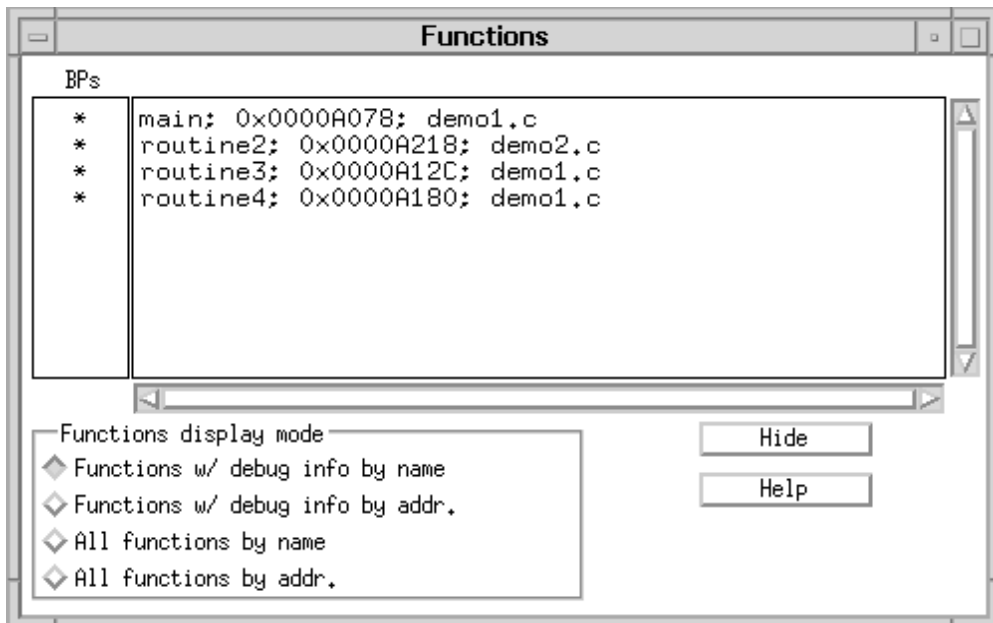 Functions
BPs
* main; 0x0000A078; demo1.c
* routine2; 0x0000A218; demo2.c
* routine3; 0x0000A12C; demo1.c
* routine4; 0x0000A180; demo1.c
Functions display mode
Functions w/ debug info by name
Functions w/ debug info by addr.
All functions by name
All functions by addr.
Hide
Help